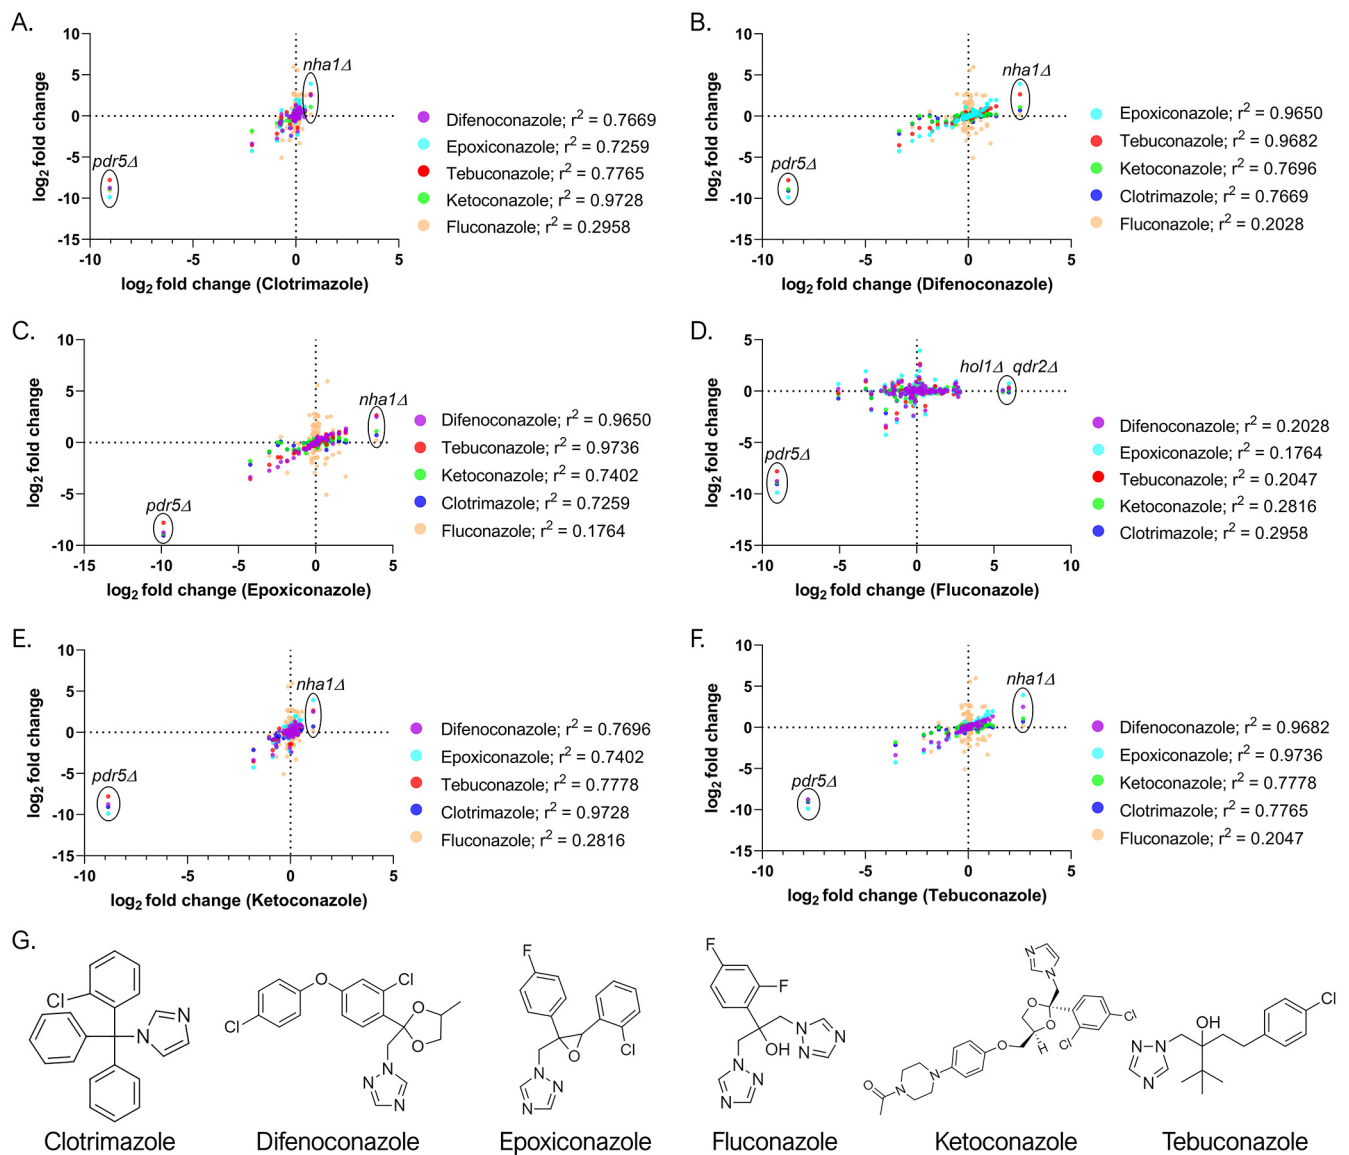 A.
10
5
0
-5
-10
-15
log2 fold change
-10
-5
0
5
log2 fold change (Clotrimazole)
nha1Δ
pdr5Δ
Difenoconazole; r2 = 0.7669
Epoxiconazole; r2 = 0.7259
Tebuconazole; r2 = 0.7765
Ketoconazole; r2 = 0.9728
Fluconazole; r2 = 0.2958
B.
10
5
0
-5
-10
-15
log2 fold change
-10
-5
0
5
log2 fold change (Difenoconazole)
nha1Δ
pdr5Δ
Epoxiconazole; r2 = 0.9650
Tebuconazole; r2 = 0.9682
Ketoconazole; r2 = 0.7696
Clotrimazole; r2 = 0.7669
Fluconazole; r2 = 0.2028
C.
10
5
0
-5
-10
log2 fold change
-15
-10
-5
0
5
log2 fold change (Epoxiconazole)
nha1Δ
pdr5Δ
Difenoconazole; r2 = 0.9650
Tebuconazole; r2 = 0.9736
Ketoconazole; r2 = 0.7402
Clotrimazole; r2 = 0.7259
Fluconazole; r2 = 0.1764
D.
5
0
-5
-10
-15
log2 fold change
-10
-5
0
5
10
log2 fold change (Fluconazole)
hol1Δ qdr2Δ
pdr5Δ
Difenoconazole; r2 = 0.2028
Epoxiconazole; r2 = 0.1764
Tebuconazole; r2 = 0.2047
Ketoconazole; r2 = 0.2816
Clotrimazole; r2 = 0.2958
E.
10
5
0
-5
-10
-15
log2 fold change
-10
-5
0
5
log2 fold change (Ketoconazole)
nha1Δ
pdr5Δ
Difenoconazole; r2 = 0.7696
Epoxiconazole; r2 = 0.7402
Tebuconazole; r2 = 0.7778
Clotrimazole; r2 = 0.9728
Fluconazole; r2 = 0.2816
F.
10
5
0
-5
-10
-15
log2 fold change
-10
-5
0
5
log2 fold change (Tebuconazole)
nha1Δ
pdr5Δ
Difenoconazole; r2 = 0.9682
Epoxiconazole; r2 = 0.9736
Ketoconazole; r2 = 0.7778
Clotrimazole; r2 = 0.7765
Fluconazole; r2 = 0.2047
G.
Cl
N
N
Clotrimazole
Cl
O
Cl
O
O
N
N
N
Difenoconazole
F
O
Cl
N
N
N
Epoxiconazole
F
F
OH
N
N
N
N
N
N
Fluconazole
N
N
O
O
Cl
Cl
H
O
N
N
O
Ketoconazole
Cl
OH
N
N
N
Tebuconazole